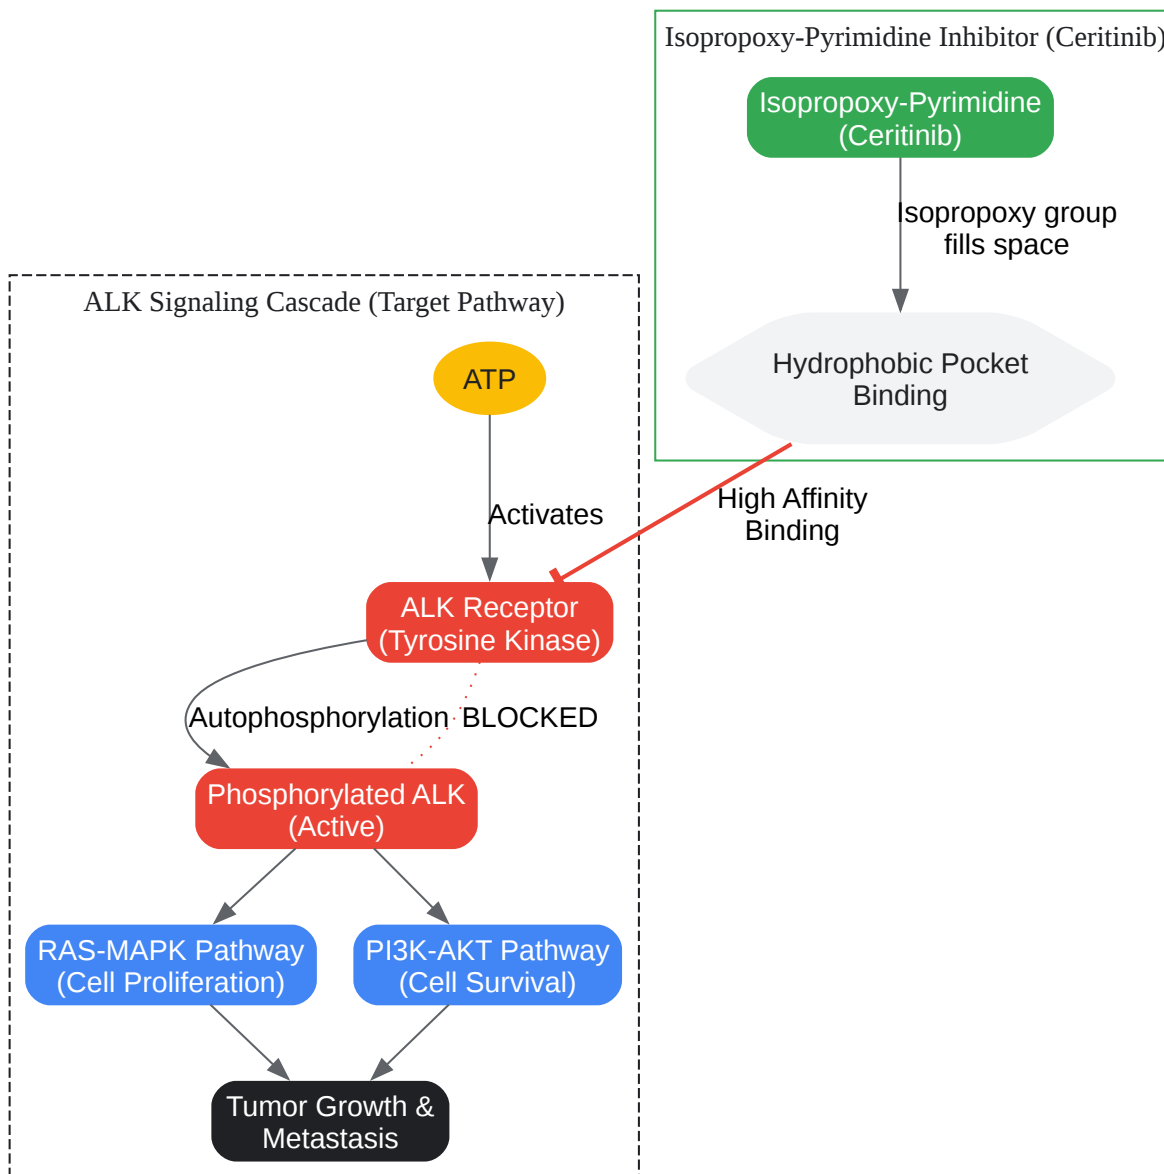 Isopropoxy-Pyrimidine Inhibitor (Ceritinib)
Isopropoxy-Pyrimidine
(Ceritinib)
Isopropoxy group
fills space
Hydrophobic Pocket
Binding
High Affinity
Binding
ALK Signaling Cascade (Target Pathway)
ATP
Activates
ALK Receptor
(Tyrosine Kinase)
Autophosphorylation
BLOCKED
Phosphorylated ALK
(Active)
RAS-MAPK Pathway
(Cell Proliferation)
PI3K-AKT Pathway
(Cell Survival)
Tumor Growth &
Metastasis